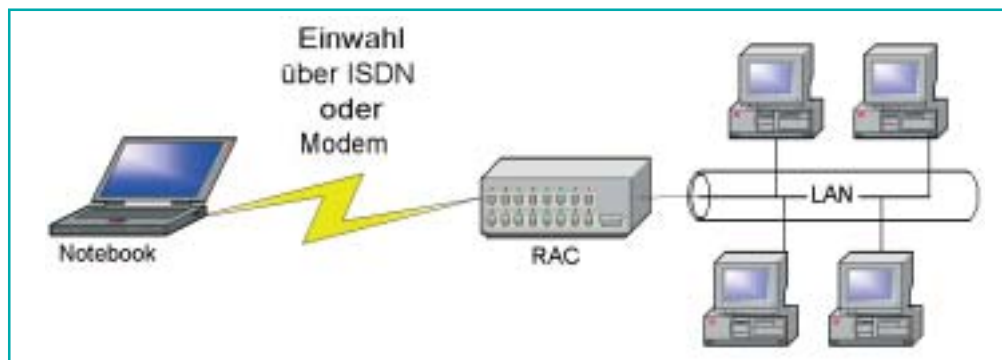 Einwahl
über ISDN
oder
Modem
Notebook
RAC
LAN